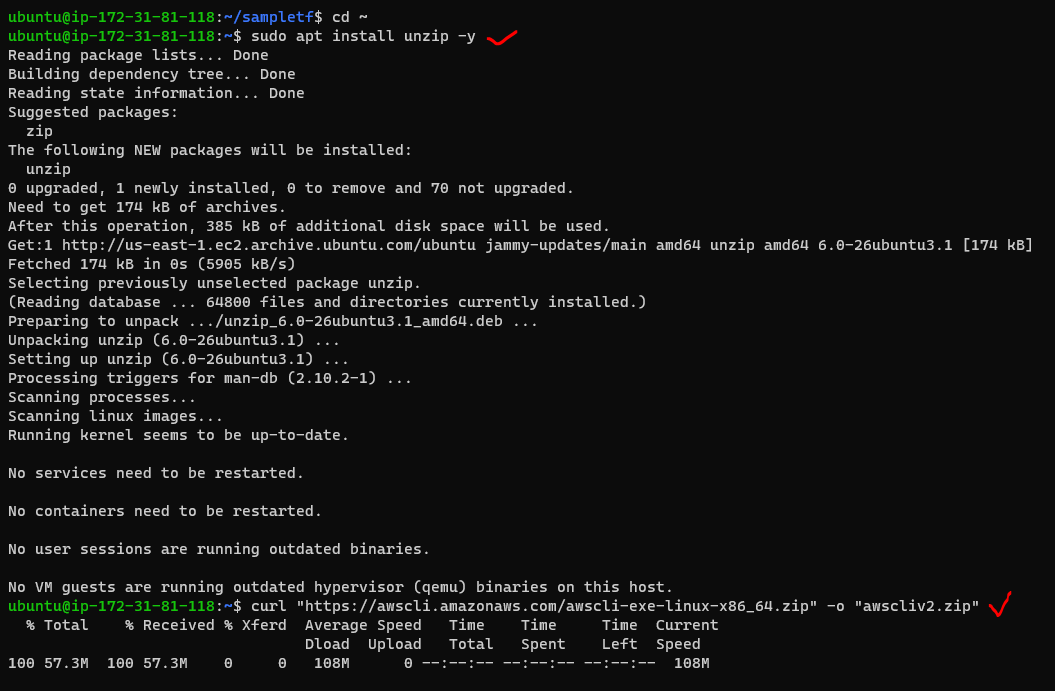 ubuntu@ip-172-31-81-118:~/sampletf$ cd ~
ubuntu@ip-172-31-81-118:~$ sudo apt install unzip -y
Reading package lists... Done
Building dependency tree... Done
Reading state information... Done
Suggested packages:
  zip
The following NEW packages will be installed:
  unzip
0 upgraded, 1 newly installed, 0 to remove and 70 not upgraded.
Need to get 174 kB of archives.
After this operation, 385 kB of additional disk space will be used.
Get:1 http://us-east-1.ec2.archive.ubuntu.com/ubuntu jammy-updates/main amd64 unzip amd64 6.0-26ubuntu3.1 [174 kB]
Fetched 174 kB in 0s (5905 kB/s)
Selecting previously unselected package unzip.
(Reading database ... 64800 files and directories currently installed.)
Preparing to unpack .../unzip_6.0-26ubuntu3.1_amd64.deb ...
Unpacking unzip (6.0-26ubuntu3.1) ...
Setting up unzip (6.0-26ubuntu3.1) ...
Processing triggers for man-db (2.10.2-1) ...
Scanning processes...
Scanning linux images...
Running kernel seems to be up-to-date.

No services need to be restarted.

No containers need to be restarted.

No user sessions are running outdated binaries.

No VM guests are running outdated hypervisor (qemu) binaries on this host.
ubuntu@ip-172-31-81-118:~$ curl "https://awscli.amazonaws.com/awscli-exe-linux-x86_64.zip" -o "awscliv2.zip"
  % Total    % Received % Xferd  Average Speed   Time    Time     Time  Current
                                 Dload  Upload   Total   Spent    Left  Speed
100 57.3M  100 57.3M    0     0   108M      0 --:--:-- --:--:-- --:--:--  108M